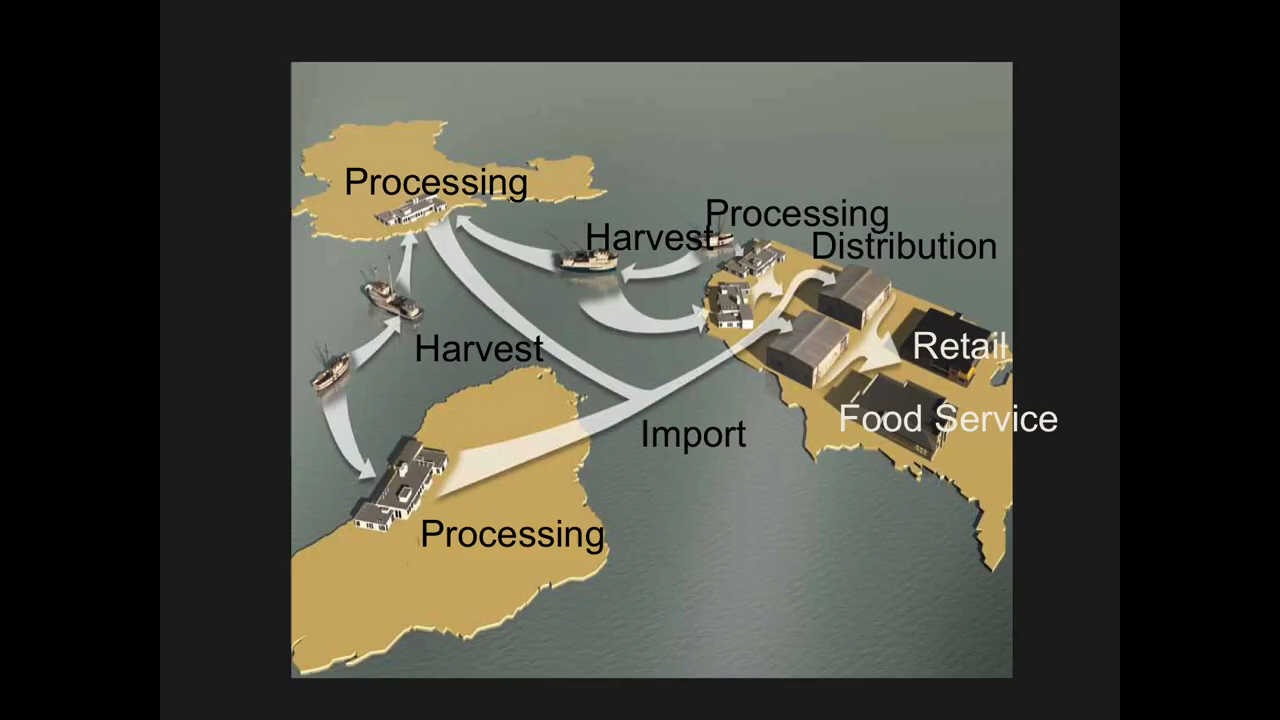 Processing
Processing
Harvest
Distribution
Harvest
Retail
Food Service
Import
Processing